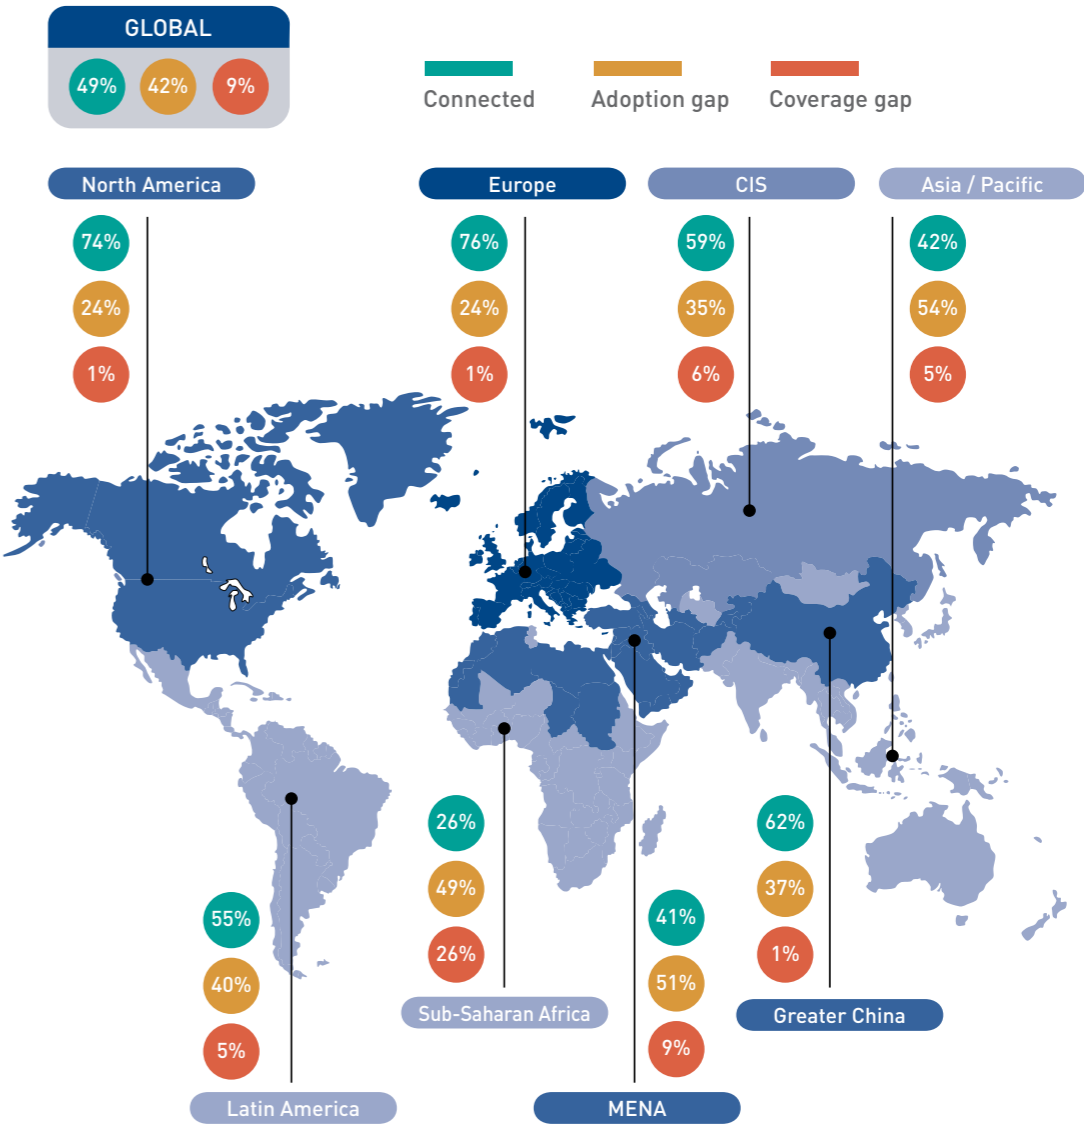 GLOBAL
49% 42% 9%
Connected Adoption gap Coverage gap
North America
74%
24%
1%
Europe
76%
24%
1%
CIS
59%
35%
6%
Asia / Pacific
42%
54%
5%
55%
40%
5%
Latin America
26%
49%
26%
Sub-Saharan Africa
41%
51%
9%
MENA
62%
37%
1%
Greater China